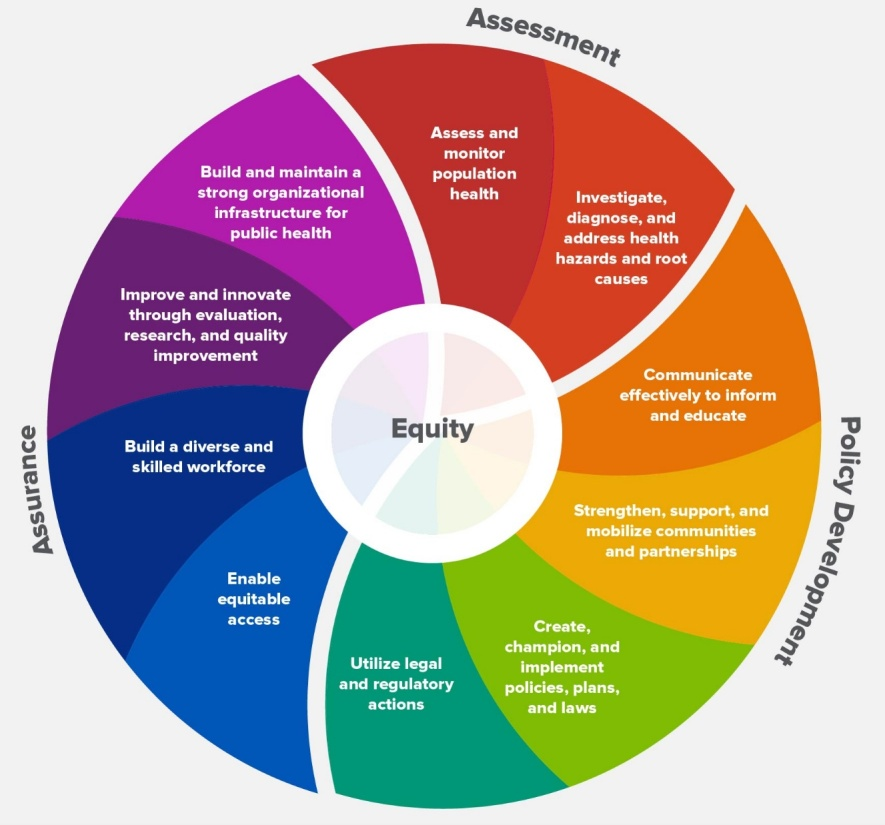 Assessment
Assess and
monitor
population
health
Investigate,
diagnose, and
address health
hazards and root
causes
Policy Development
Communicate
effectively to inform
and educate
Strengthen, support, and
mobilize communities
and partnerships
Create,
champion, and
implement
policies, plans,
and laws
Utilize legal
and regulatory
actions
Assurance
Enable
equitable
access
Build a diverse and
skilled workforce
Improve and innovate
through evaluation,
research, and quality
improvement
Build and maintain a
strong organizational
infrastructure for
public health
Equity